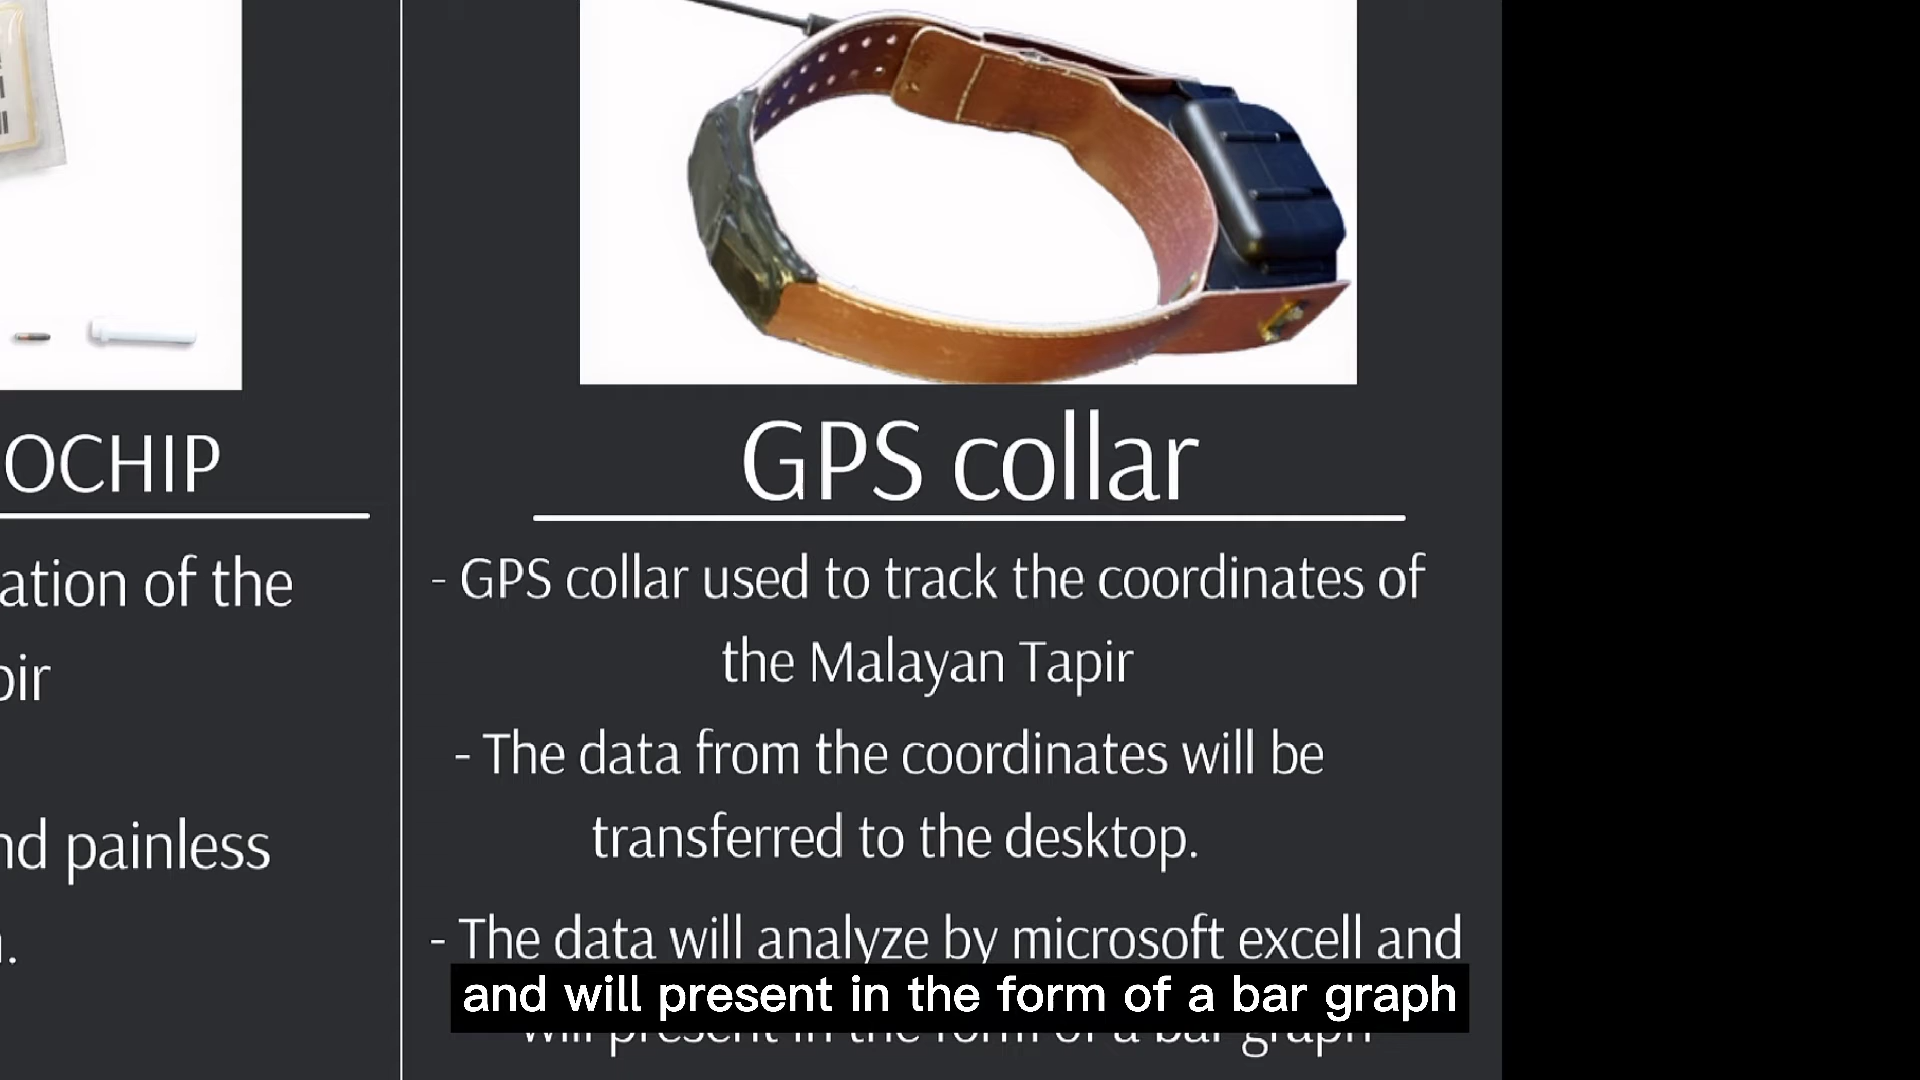 OCHIP
ation of the
pir
nd painless
GPS collar
- GPS collar used to track the coordinates of
the Malayan Tapir
- The data from the coordinates will be
transferred to the desktop.
- The data will analyze by microsoft excell and
will present in the form of a bar graph
and will present in the form of a bar graph